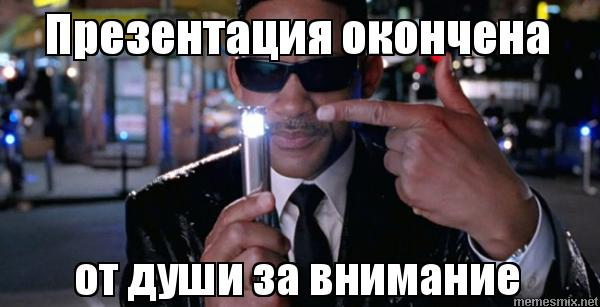 Презентация окончена
от души за внимание
memesmix.net